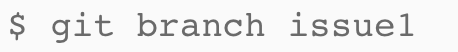 $ git branch issue1